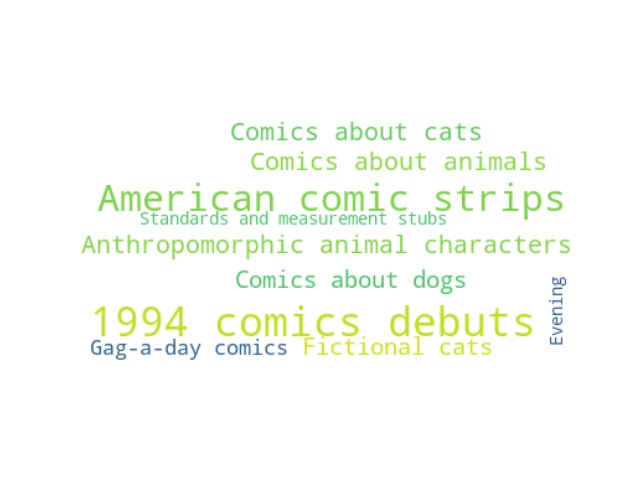 Comics about cats
Comics about animals
American comic strips
Standards and measurement stubs
Anthropomorphic animal characters
Comics about dogs
Evening
1994 comics debuts
Gag-a-day comics
Fictional cats